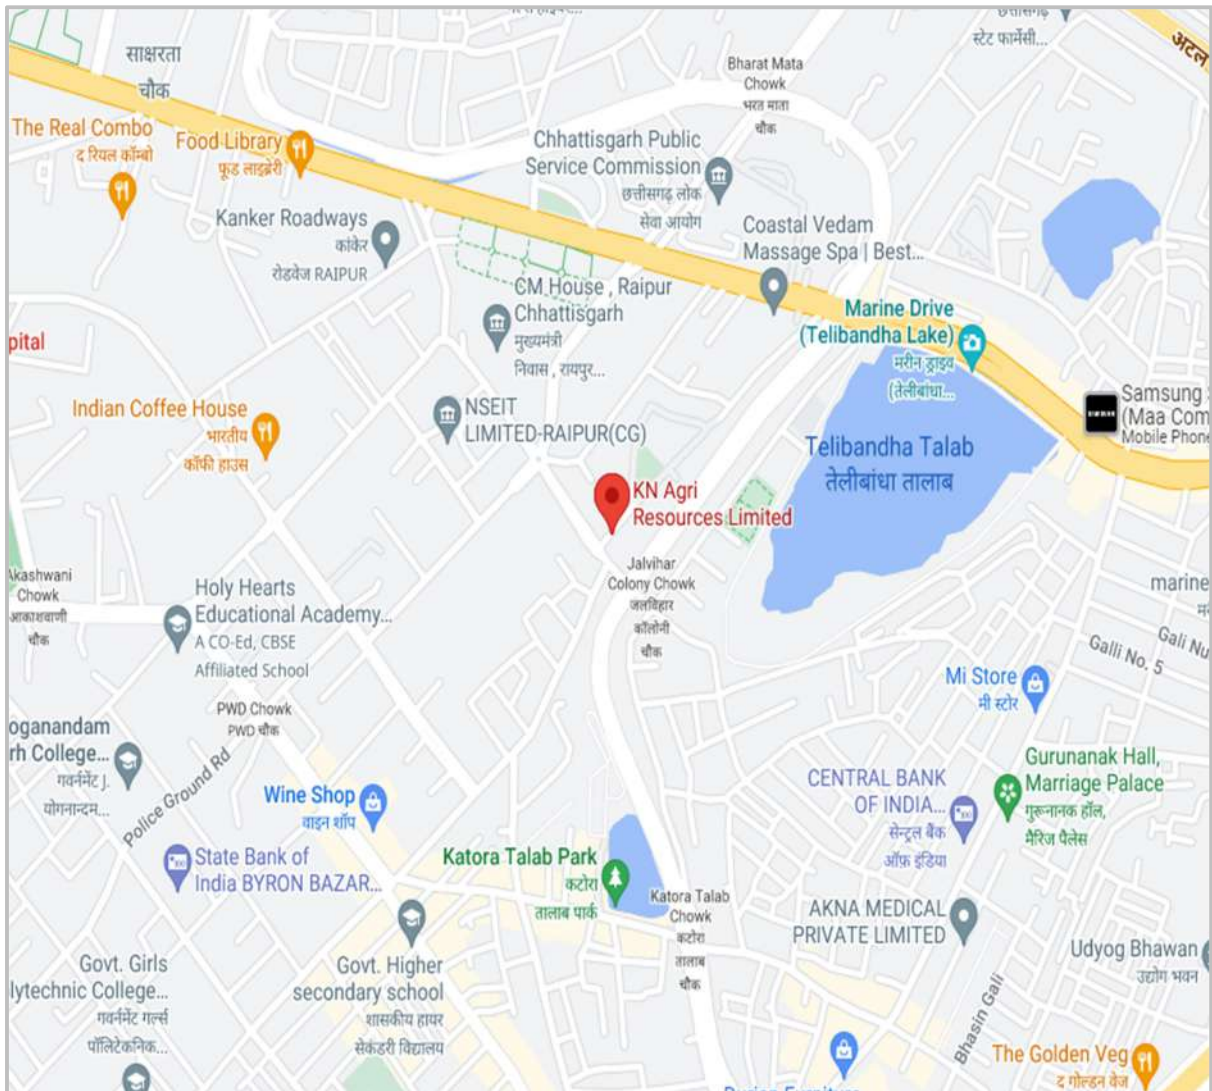 छत्तीसगढ़
स्टेट फार्मेसी...
अटल
साक्षरता
चौक
Bharat Mata
Chowk
भरत माता
चौक
The Real Combo
द रियल कॉम्बो
Food Library
फूड लाइब्रेरी
Chhattisgarh Public
Service Commission
छत्तीसगढ़ लोक
सेवा आयोग
Kanker Roadways
कांकेर
रोडवेज RAIPUR
Coastal Vedam
Massage Spa | Best...
CM House , Raipur
Chhattisgarh
मुख्यमंत्री
निवास , रायपुर...
Marine Drive
(Telibandha Lake)
मरीन ड्राइव
(तेलीबांधा...
pital
Samsung
(Maa Com
Mobile Phone
SAMSUNG
Indian Coffee House
भारतीय
कॉफी हाउस
NSEIT
LIMITED-RAIPUR(CG)
Telibandha Talab
तेलीबांधा तालाब
KN Agri
Resources Limited
Jalvihar
Colony Chowk
जलविहार
कॉलोनी
चौक
Akashwani
Chowk
आकाशवाणी
चौक
Holy Hearts
Educational Academy...
A CO-Ed, CBSE
Affiliated School
marine
Galli No. 5
Gali Nu
Mi Store
मी स्टोर
PWD Chowk
PWD चौक
oganandam
rh College...
गवर्नमेंट J.
योगनान्दम...
Police Ground Rd
Wine Shop
वाइन शॉप
Gurunanak Hall,
Marriage Palace
गुरूनानक हॉल,
मैरिज पैलेस
CENTRAL BANK
OF INDIA...
सेन्ट्रल बैंक
ऑफ़ इंडिया
State Bank of
India BYRON BAZAR...
Katora Talab Park
कटोरा
तालाब पार्क
Katora Talab
Chowk
कटोरा
तालाब
चौक
AKNA MEDICAL
PRIVATE LIMITED
Udyog Bhawan
उद्योग भवन
Govt. Girls
lytechnic College...
गवर्नमेंट गर्ल्स
पॉलिटेकनिक...
Govt. Higher
secondary school
शासकीय हायर
सेकंडरी विद्यालय
Bhasin Gali
The Golden Veg
द गोल्डन वेज